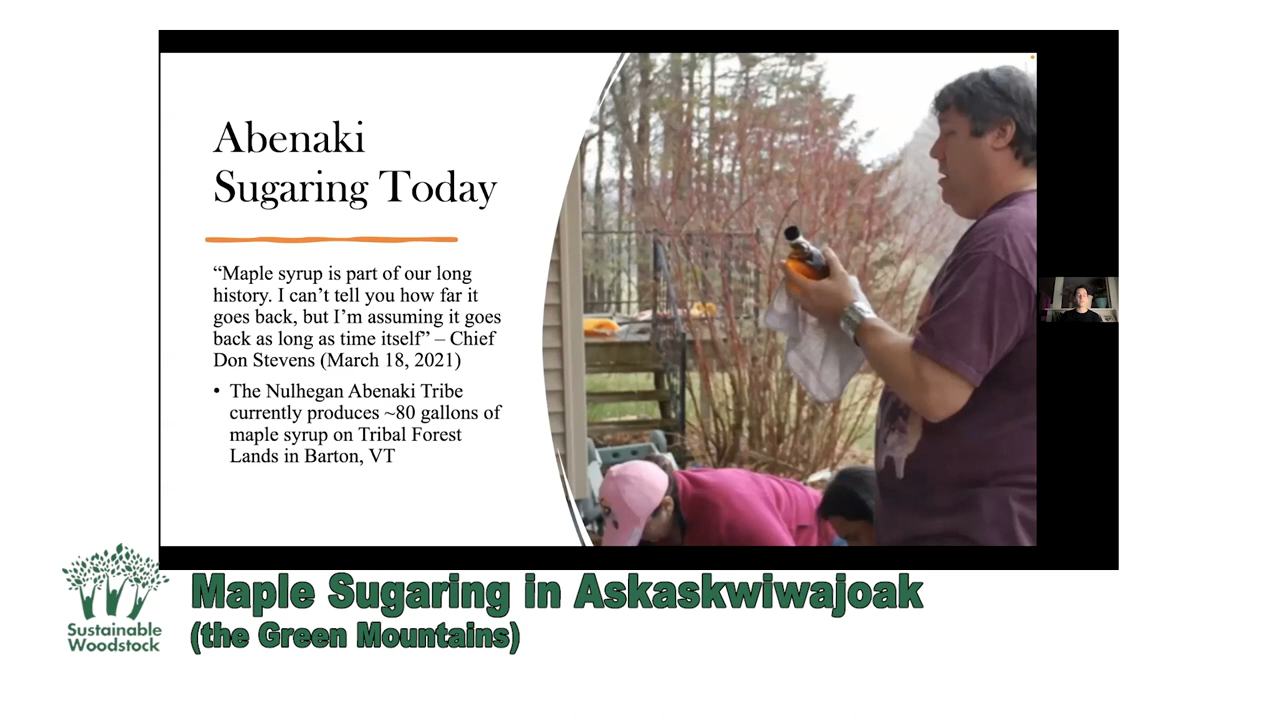 Abenaki
Sugaring Today
“Maple syrup is part of our long
history. I can’t tell you how far it
goes back, but I’m assuming it goes
back as long as time itself” – Chief
Don Stevens (March 18, 2021)
• The Nulhegan Abenaki Tribe
currently produces ~80 gallons of
maple syrup on Tribal Forest
Lands in Barton, VT
Sustainable
Woodstock
Maple Sugaring in Askaskwiwajoak
(the Green Mountains)